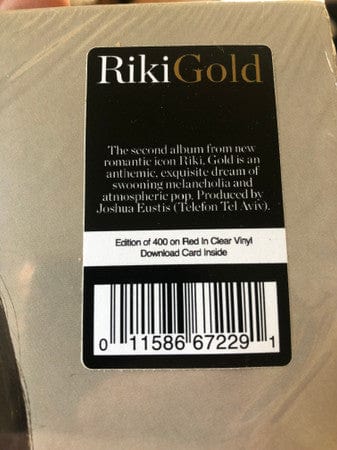 RikiGold
The second album from new
romantic icon Riki, Gold is an
anthemic, exquisite dream of
swooning melancholia and
atmospheric pop. Produced by
Joshua Eustis (Telefon Tel Aviv).
Edition of 400 on Red In Clear Vinyl
Download Card Inside
0 11586 67229 1